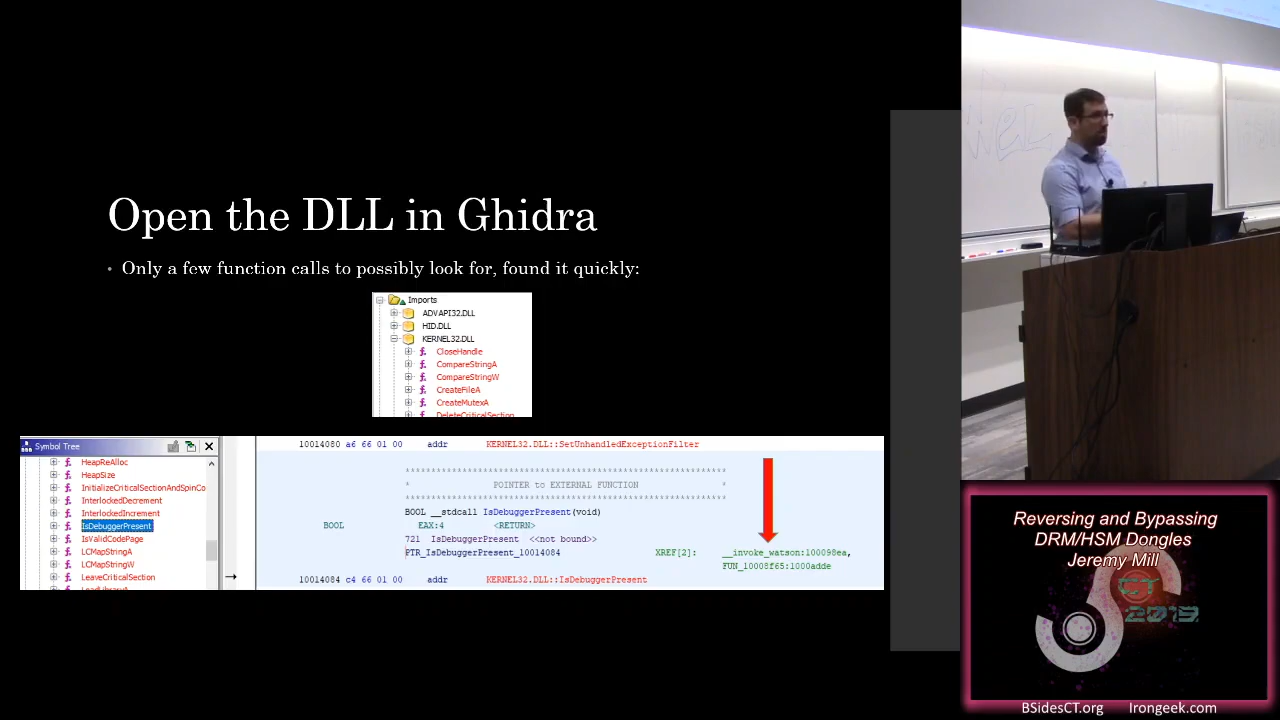 Open the DLL in Ghidra
• Only a few function calls to possibly look for, found it quickly:
Imports
ADVAPI32.DLL
HID.DLL
KERNEL32.DLL
CloseHandle
CompareStringA
CompareStringW
CreateFileA
CreateMutexA
DeleteCriticalSection
Symbol Tree
HeapReAlloc
HeapSize
InitializeCriticalSectionAndSpinCo
InterlockedDecrement
InterlockedIncrement
IsDebuggerPresent
IsValidCodePage
LCMapStringA
LCMapStringW
LeaveCriticalSection
LoadLibraryA
10014080 a6 66 01 00 addr KERNEL32.DLL::SetUnhandledExceptionFilter
* POINTER to EXTERNAL FUNCTION *
BOOL __stdcall IsDebuggerPresent(void)
BOOL EAX:4 <RETURN>
721 IsDebuggerPresent <<not bound>>
PTR_IsDebuggerPresent_10014084 XREF[2]: __invoke_watson:100098ea,
FUN_10008f65:1000adde
10014084 c4 66 01 00 addr KERNEL32.DLL::IsDebuggerPresent
Reversing and Bypassing
DRM/HSM Dongles
Jeremy Mill
CT
2019
BSidesCT.org Irongeek.com